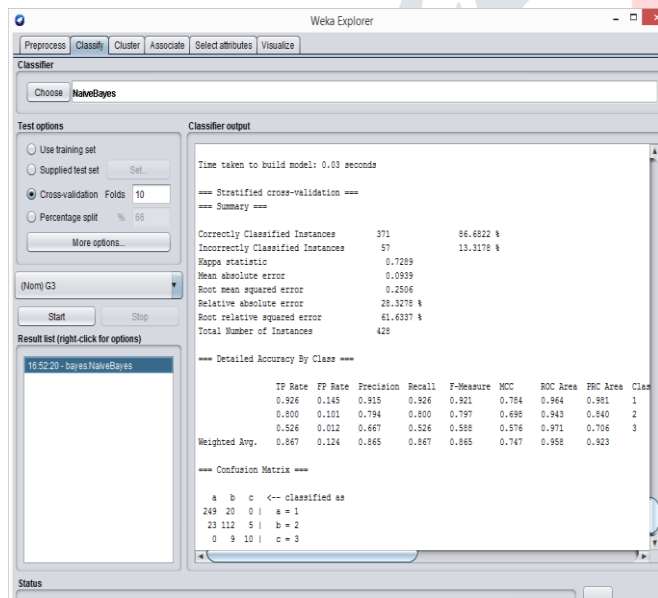 Weka Explorer
Preprocess Classify Cluster Associate Select attributes Visualize
Classifier
Choose NaiveBayes
Test options
Use training set
Supplied test set Set...
Cross-validation Folds 10
Percentage split % 66
More options...
(Nom) G3
Start Stop
Result list (right-click for options)
16:52:20 - bayes.NaiveBayes
Classifier output
Time taken to build model: 0.03 seconds
=== Stratified cross-validation ===
=== Summary ===
Correctly Classified Instances 371 86.6822 %
Incorrectly Classified Instances 57 13.3178 %
Kappa statistic 0.7289
Mean absolute error 0.0939
Root mean squared error 0.2506
Relative absolute error 28.3278 %
Root relative squared error 61.6337 %
Total Number of Instances 428
=== Detailed Accuracy By Class ===
TP Rate FP Rate Precision Recall F-Measure MCC ROC Area PRC Area Clas
0.926 0.145 0.915 0.926 0.921 0.784 0.964 0.981 1
0.800 0.101 0.794 0.800 0.797 0.698 0.943 0.840 2
0.526 0.012 0.667 0.526 0.588 0.576 0.971 0.706 3
Weighted Avg. 0.867 0.124 0.865 0.867 0.865 0.747 0.958 0.923
=== Confusion Matrix ===
a b c <-- classified as
249 20 0 | a = 1
23 112 5 | b = 2
0 9 10 | c = 3
Status